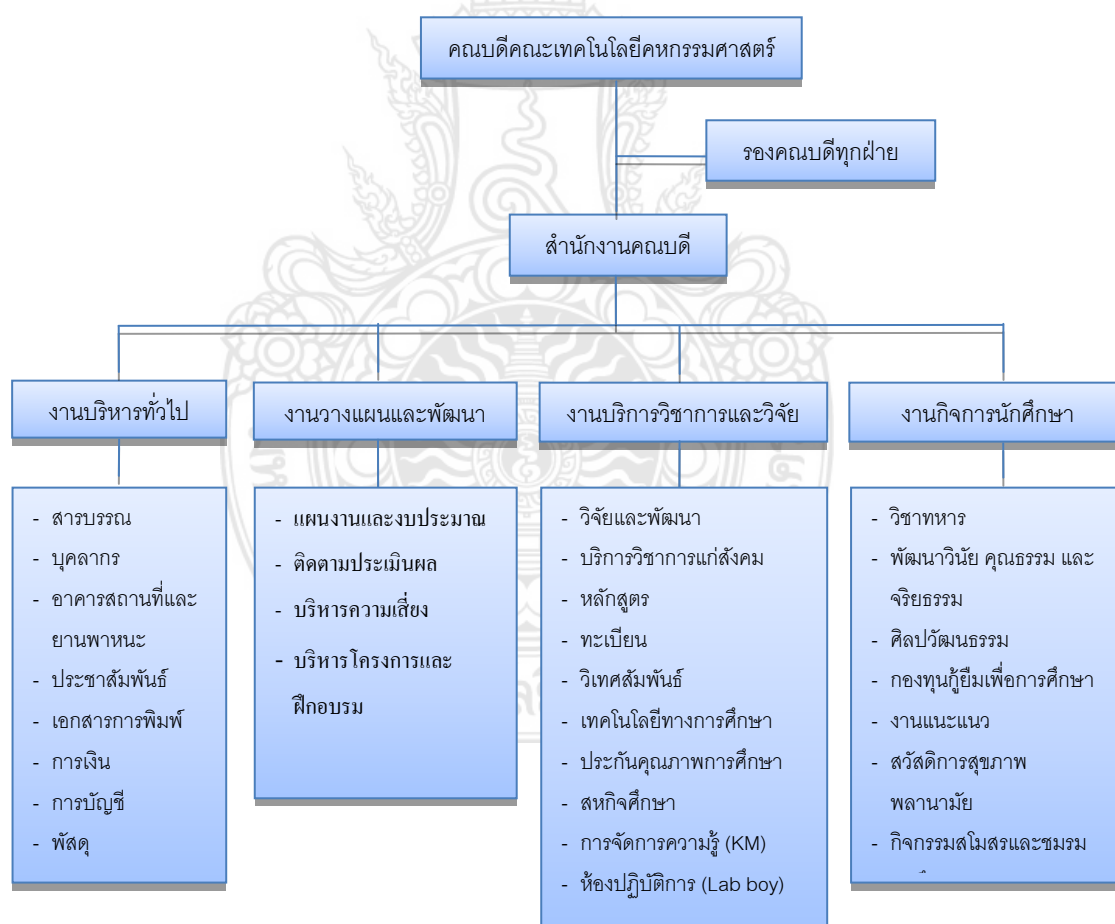 คณบดีคณะเทคโนโลยีคหกรรมศาสตร์
รองคณบดีทุกฝ่าย
สำนักงานคณบดี
งานบริหารทั่วไป
- สารบรรณ
- บุคลากร
- อาคารสถานที่และ
ยานพาหนะ
- ประชาสัมพันธ์
- เอกสารการพิมพ์
- การเงิน
- การบัญชี
- พัสดุ
งานวางแผนและพัฒนา
- แผนงานและงบประมาณ
- ติดตามประเมินผล
- บริหารความเสี่ยง
- บริหารโครงการและ
ฝึกอบรม
งานบริการวิชาการและวิจัย
- วิจัยและพัฒนา
- บริการวิชาการแก่สังคม
- หลักสูตร
- ทะเบียน
- วิเทศสัมพันธ์
- เทคโนโลยีทางการศึกษา
- ประกันคุณภาพการศึกษา
- สหกิจศึกษา
- การจัดการความรู้ (KM)
- ห้องปฏิบัติการ (Lab boy)
งานกิจการนักศึกษา
- วิชาทหาร
- พัฒนาวินัย คุณธรรม และ
จริยธรรม
- ศิลปวัฒนธรรม
- กองทุนกู้ยืมเพื่อการศึกษา
- งานแนะแนว
- สวัสดิการสุขภาพ
พลานามัย
- กิจกรรมสโมสรและชมรม